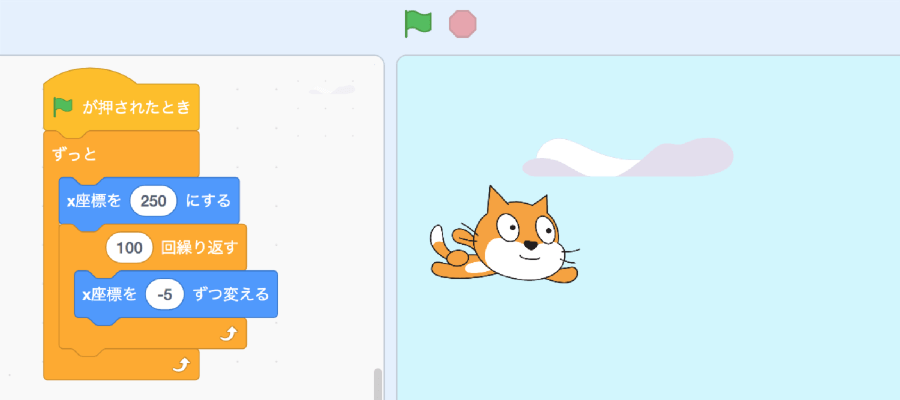 が押されたとき
ずっと
x座標を 250 にする
100 回繰り返す
x座標を -5 ずつ変える